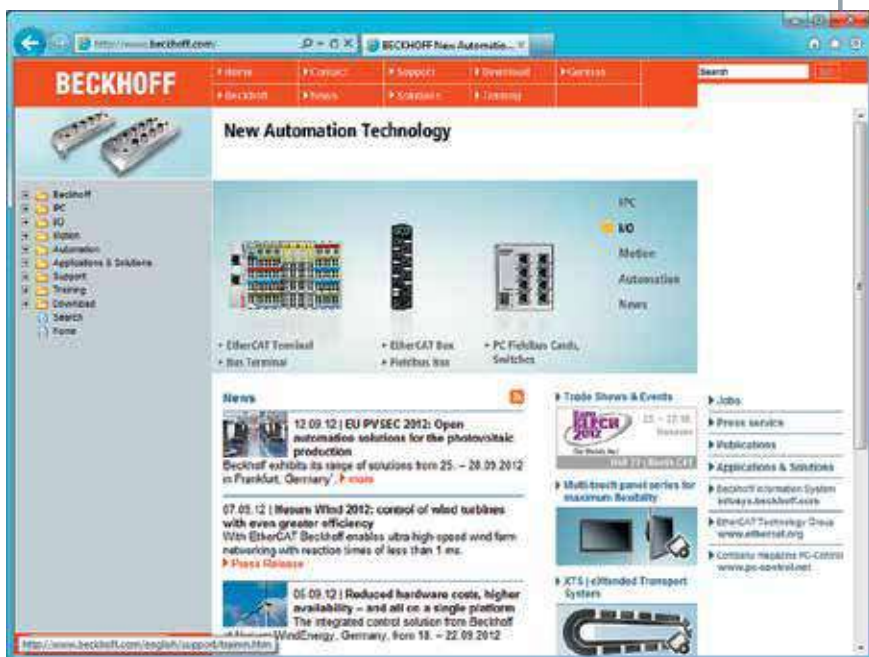 http://www.beckhoff.com/
BECKHOFF New Automatio...
BECKHOFF
Home
Contact
Support
Download
German
Search
Beckhoff
News
Solutions
Training
New Automation Technology
Beckhoff
IPC
I/O
Motion
Automation
Applications & Solutions
Support
Training
Download
Search
Home
IPC
I/O
Motion
Automation
News
EtherCAT Terminal
Bus Terminal
EtherCAT Box
Fieldbus Box
PC Fieldbus Cards,
Switches
News
12.09.12 | EU PVSEC 2012: Open
automation solutions for the photovoltaic
production
Beckhoff exhibits its range of solutions from 25. – 28.09.2012
in Frankfurt, Germany'. more
07.09.12 | Husum Wind 2012: control of wind turbines
with even greater efficiency
With EtherCAT Beckhoff enables ultra high-speed wind farm
networking with reaction times of less than 1 ms.
Press Release
05.09.12 | Reduced hardware costs, higher
availability – and all on a single platform
The integrated control solution from Beckhoff
WindEnergy, Germany, from 18. – 22.09.2012
Trade Shows & Events
2012
Multi-touch panel series for
maximum flexibility
XTS | eXtended Transport
System
Jobs
Press service
Publications
Applications & Solutions
Beckhoff Information System
infosys.beckhoff.com
EtherCAT Technology Group
www.ethercat.org
Company magazine PC-Control
www.pc-control.net